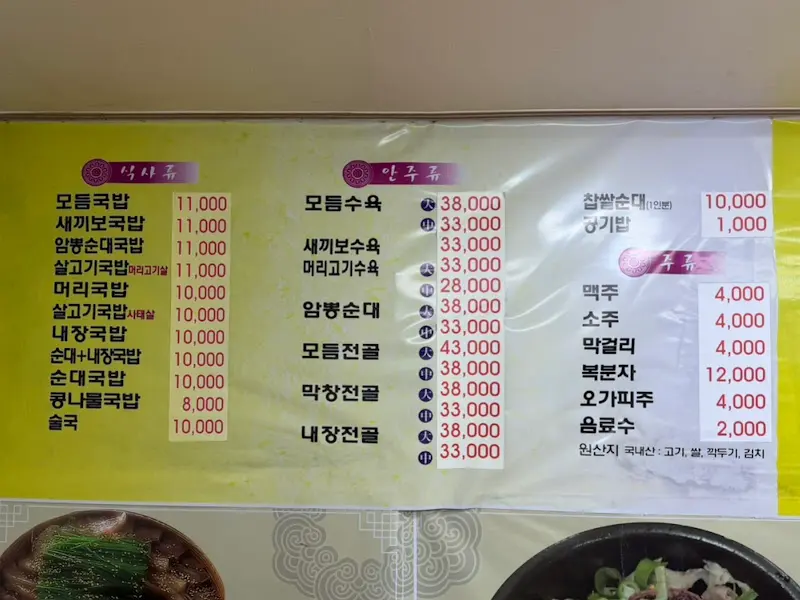 식사류
모듬국밥 11,000
새끼보국밥 11,000
암뽕순대국밥 11,000
살고기국밥머리고기살 11,000
머리국밥 10,000
살고기국밥사태살 10,000
내장국밥 10,000
순대+내장국밥 10,000
순대국밥 10,000
콩나물국밥 8,000
술국 10,000
안주류
모듬수육 大 38,000
中 33,000
새끼보수육 33,000
머리고기수육 大 33,000
中 28,000
암뽕순대 大 38,000
中 33,000
모듬전골 大 43,000
中 38,000
막창전골 大 38,000
中 33,000
내장전골 大 38,000
中 33,000
찹쌀순대(1인분) 10,000
공기밥 1,000
주류
맥주 4,000
소주 4,000
막걸리 4,000
복분자 12,000
오가피주 4,000
음료수 2,000
원산지 국내산 : 고기, 쌀, 깍두기, 김치